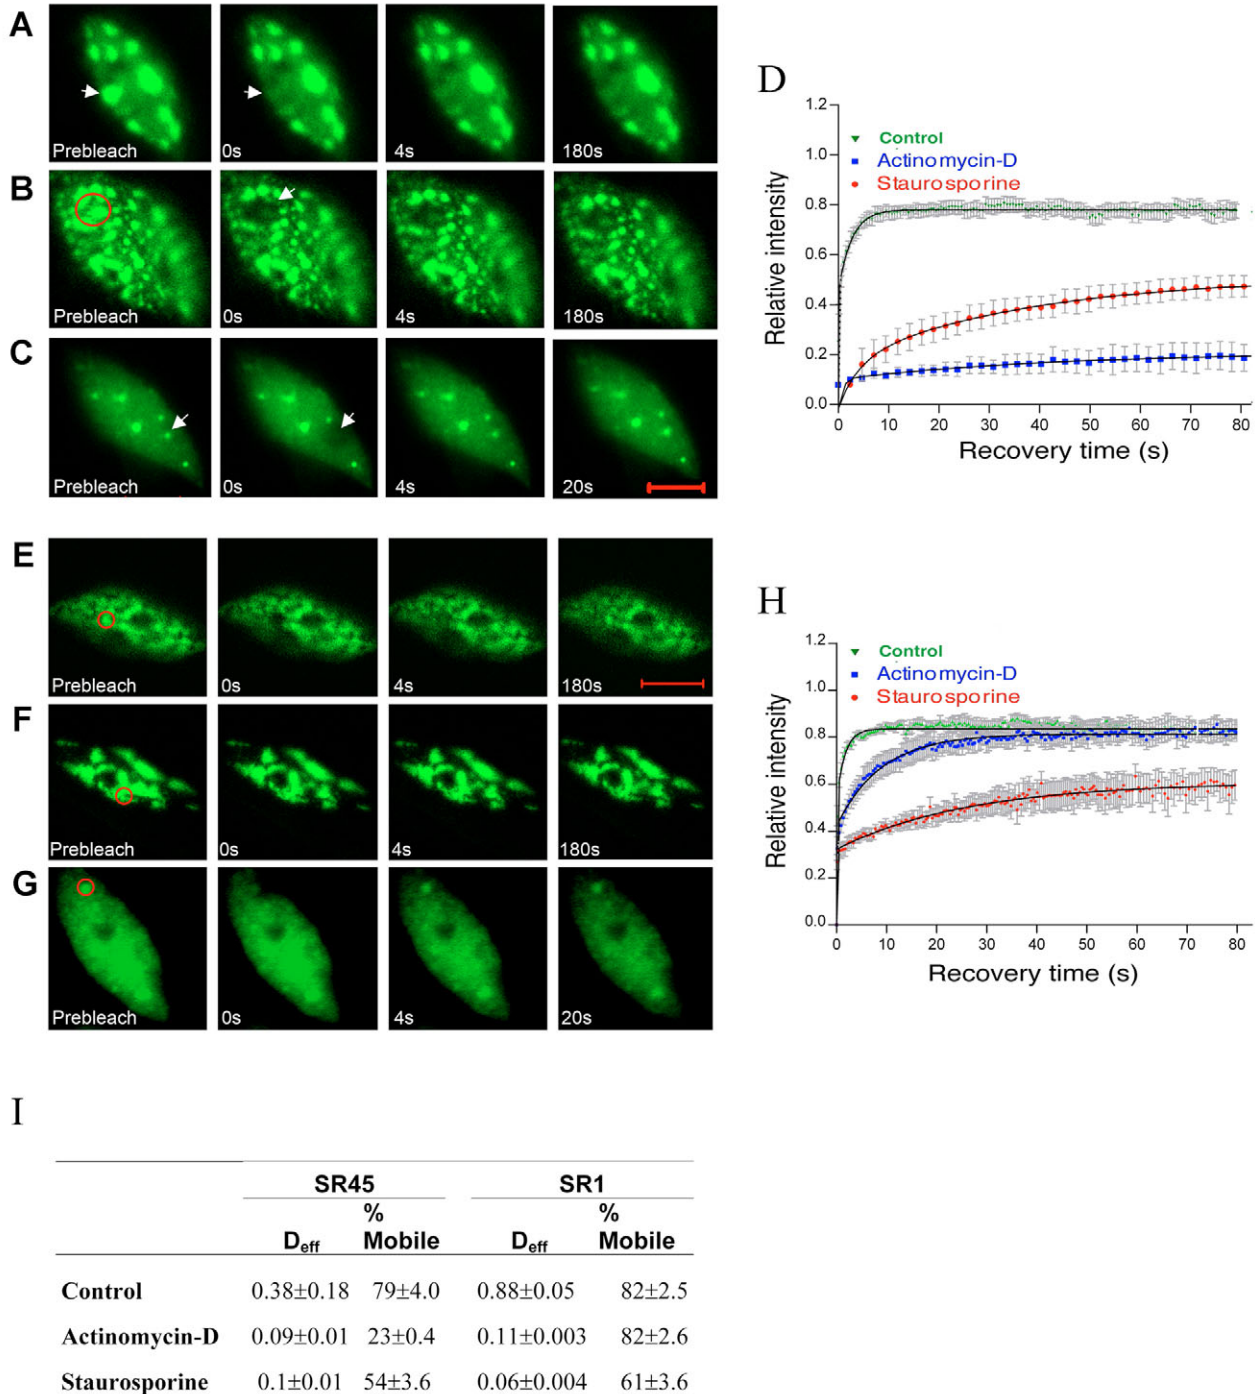 A
Prebleach 0s 4s 180s
B
Prebleach 0s 4s 180s
C
Prebleach 0s 4s 20s
D
1.2
1.0
0.8
0.6
0.4
0.2
0.0
Relative intensity
Control
Actinomycin-D
Staurosporine
0 10 20 30 40 50 60 70 80
Recovery time (s)
E
Prebleach 0s 4s 180s
F
Prebleach 0s 4s 180s
G
Prebleach 0s 4s 20s
H
1.2
1.0
0.8
0.6
0.4
0.2
0.0
Relative intensity
Control
Actinomycin-D
Staurosporine
0 10 20 30 40 50 60 70 80
Recovery time (s)
I
SR45 SR1
% %
Deff Mobile Deff Mobile
Control 0.38±0.18 79±4.0 0.88±0.05 82±2.5
Actinomycin-D 0.09±0.01 23±0.4 0.11±0.003 82±2.6
Staurosporine 0.1±0.01 54±3.6 0.06±0.004 61±3.6